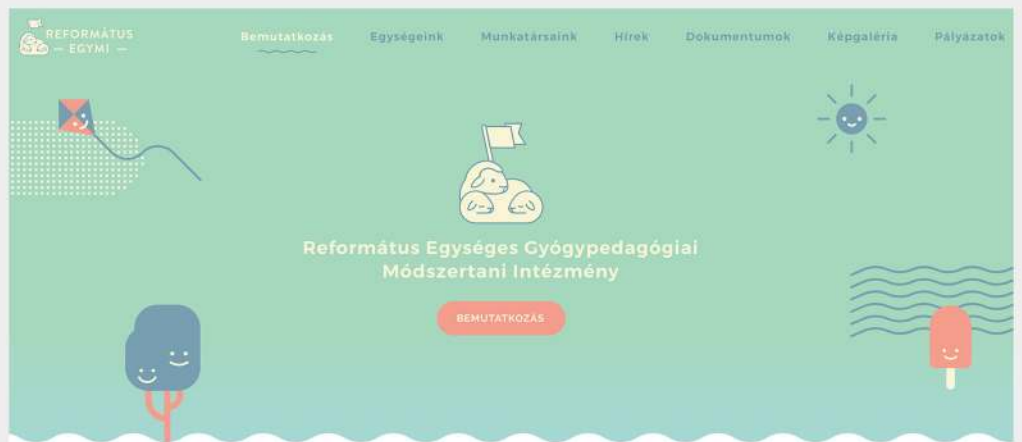 REFORMÁTUS
— EGYMI —
Bemutatkozás Egységeink Munkatársaink Hírek Dokumentumok Képgaléria Pályázatok
Református Egységes Gyógypedagógiai
Módszertani Intézmény
BEMUTATKOZÁS